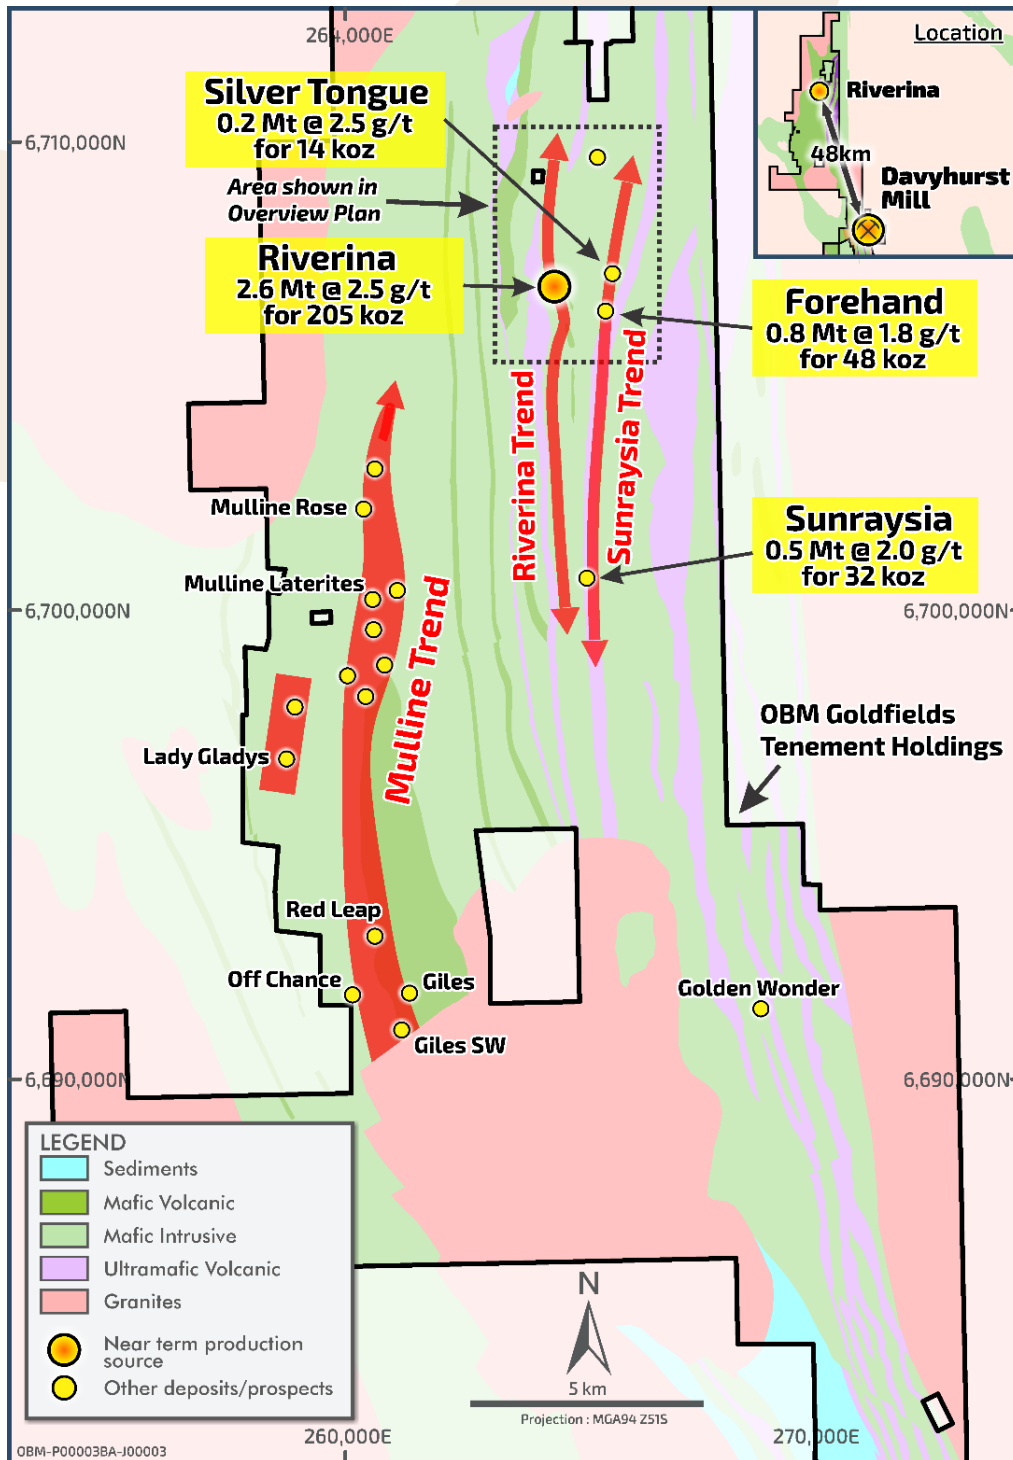 264,000E
Location
Silver Tongue
0.2 Mt @ 2.5 g/t
for 14 koz
Riverina
48km
Davyhurst
Mill
6,710,000N
Area shown in
Overview Plan
Riverina
2.6 Mt @ 2.5 g/t
for 205 koz
Forehand
0.8 Mt @ 1.8 g/t
for 48 koz
Riverina Trend
Sunraysia Trend
Mulline Rose
Sunraysia
0.5 Mt @ 2.0 g/t
for 32 koz
Mulline Laterites
6,700,000N
6,700,000N
Mulline Trend
OBM Goldfields
Tenement Holdings
Lady Gladys
Red Leap
Off Chance
Giles
Golden Wonder
Giles SW
6,690,000N
6,690,000N
LEGEND
Sediments
Mafic Volcanic
Mafic Intrusive
Ultramafic Volcanic
Granites
Near term production
source
Other deposits/prospects
N
5 km
Projection : MGA94 Z51S
260,000E
270,000E
OBM-P00003BA-J00003